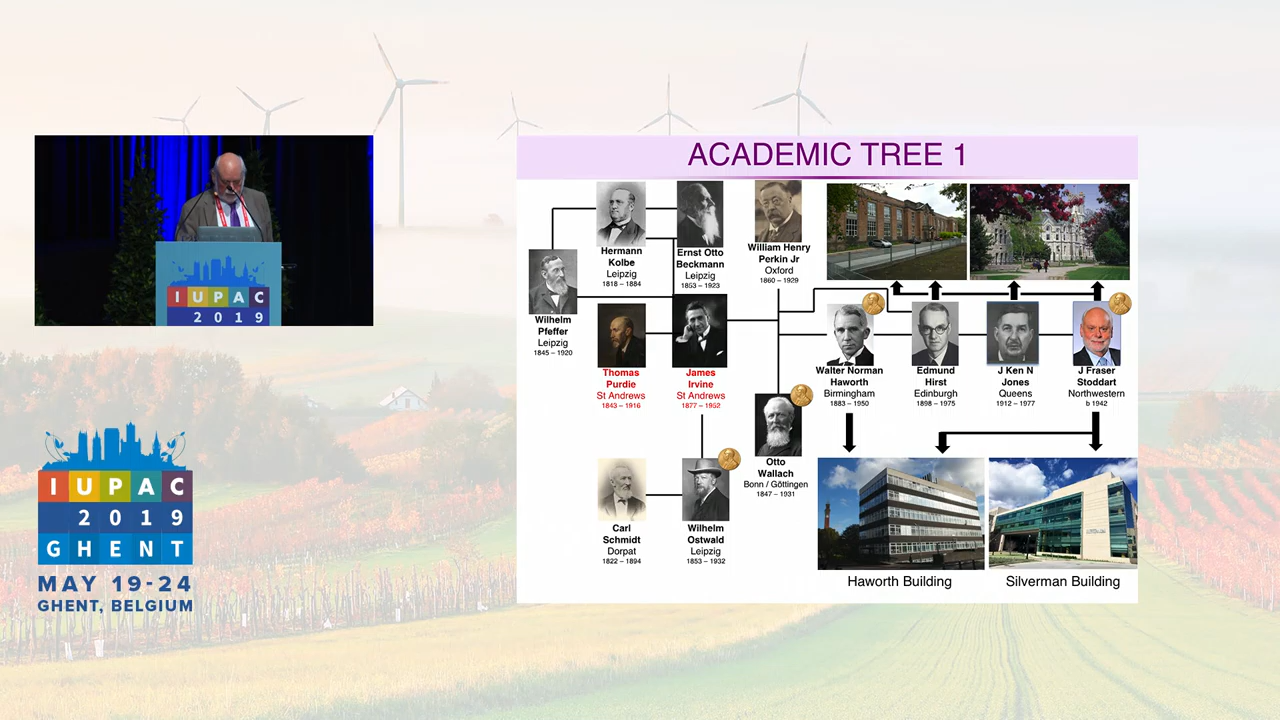 ACADEMIC TREE 1
Hermann
Kolbe
Leipzig
1818 – 1884
Ernst Otto
Beckmann
Leipzig
1853 – 1923
William Henry
Perkin Jr
Oxford
1860 – 1929
Wilhelm
Pfeffer
Leipzig
1845 – 1920
Thomas
Purdie
St Andrews
1843 – 1916
James
Irvine
St Andrews
1877 – 1952
Walter Norman
Haworth
Birmingham
1883 – 1950
Edmund
Hirst
Edinburgh
1898 – 1975
J Ken N
Jones
Queens
1912 – 1977
J Fraser
Stoddart
Northwestern
b 1942
Otto
Wallach
Bonn / Göttingen
1847 – 1931
Carl
Schmidt
Dorpat
1822 – 1894
Wilhelm
Ostwald
Leipzig
1853 – 1932
Haworth Building
Silverman Building
IUPAC
2019
IUPAC
2019
GHENT
MAY 19-24
GHENT, BELGIUM